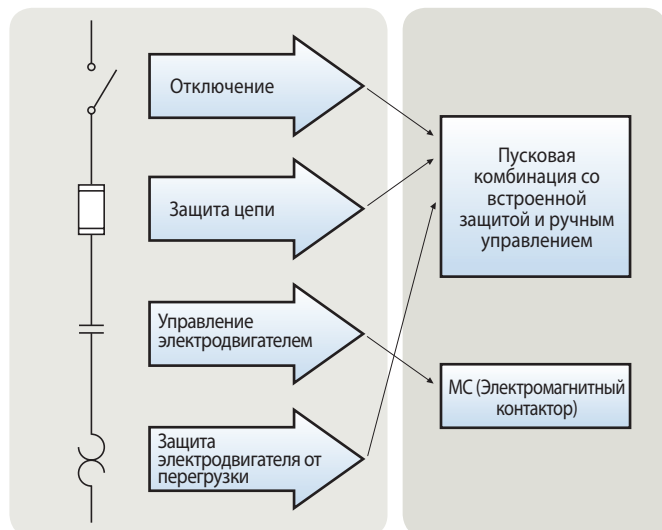 Отключение
Защита цепи
Управление
электродвигателем
Защита
электродвигателя от
перегрузки
Пусковая
комбинация со
встроенной
защитой и ручным
управлением
МС (Электромагнитный
контактор)